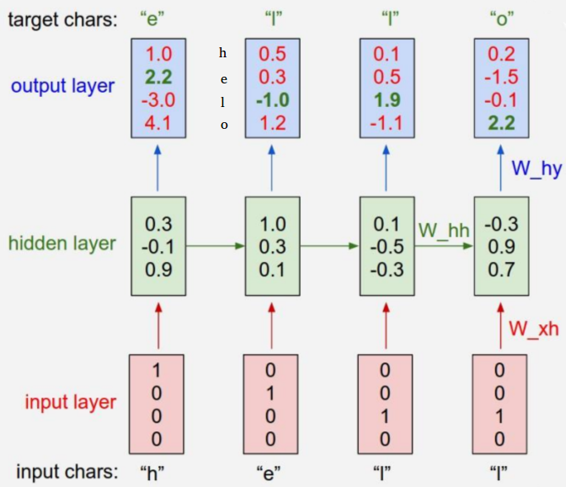 target chars: “e” “l” “l” “o”
1.0 h 0.5 0.1 0.2
2.2 e 0.3 0.5 -1.5
output layer
-3.0 l -1.0 1.9 -0.1
4.1 o 1.2 -1.1 2.2
W_hy
0.3 1.0 0.1 W_hh -0.3
hidden layer -0.1 0.3 -0.5 0.9
0.9 0.1 -0.3 0.7
W_xh
1 0 0 0
0 1 0 0
input layer
0 0 1 1
0 0 0 0
input chars: “h” “e” “l” “l”